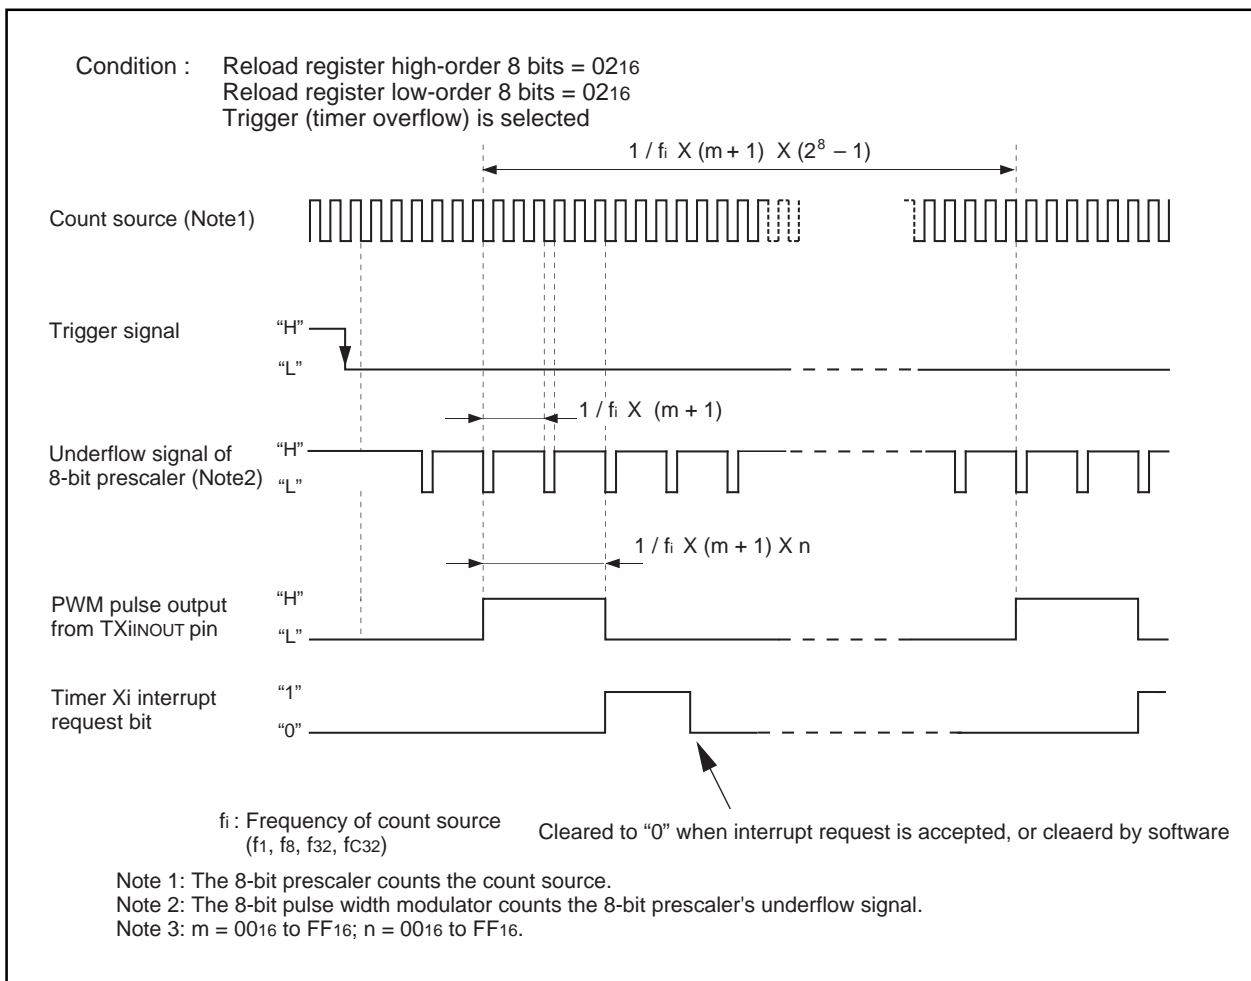 Condition : Reload register high-order 8 bits = 0216
Reload register low-order 8 bits = 0216
Trigger (timer overflow) is selected
1 / fi X (m + 1) X (2⁸ – 1)
Count source (Note1)
Trigger signal
“H”
“L”
1 / fi X (m + 1)
Underflow signal of
8-bit prescaler (Note2)
“H”
“L”
1 / fi X (m + 1) X n
PWM pulse output
from TXiINOUT pin
“H”
“L”
Timer Xi interrupt
request bit
“1”
“0”
fi : Frequency of count source
(f1, f8, f32, fC32)
Cleared to “0” when interrupt request is accepted, or cleaerd by software
Note 1: The 8-bit prescaler counts the count source.
Note 2: The 8-bit pulse width modulator counts the 8-bit prescaler's underflow signal.
Note 3: m = 0016 to FF16; n = 0016 to FF16.